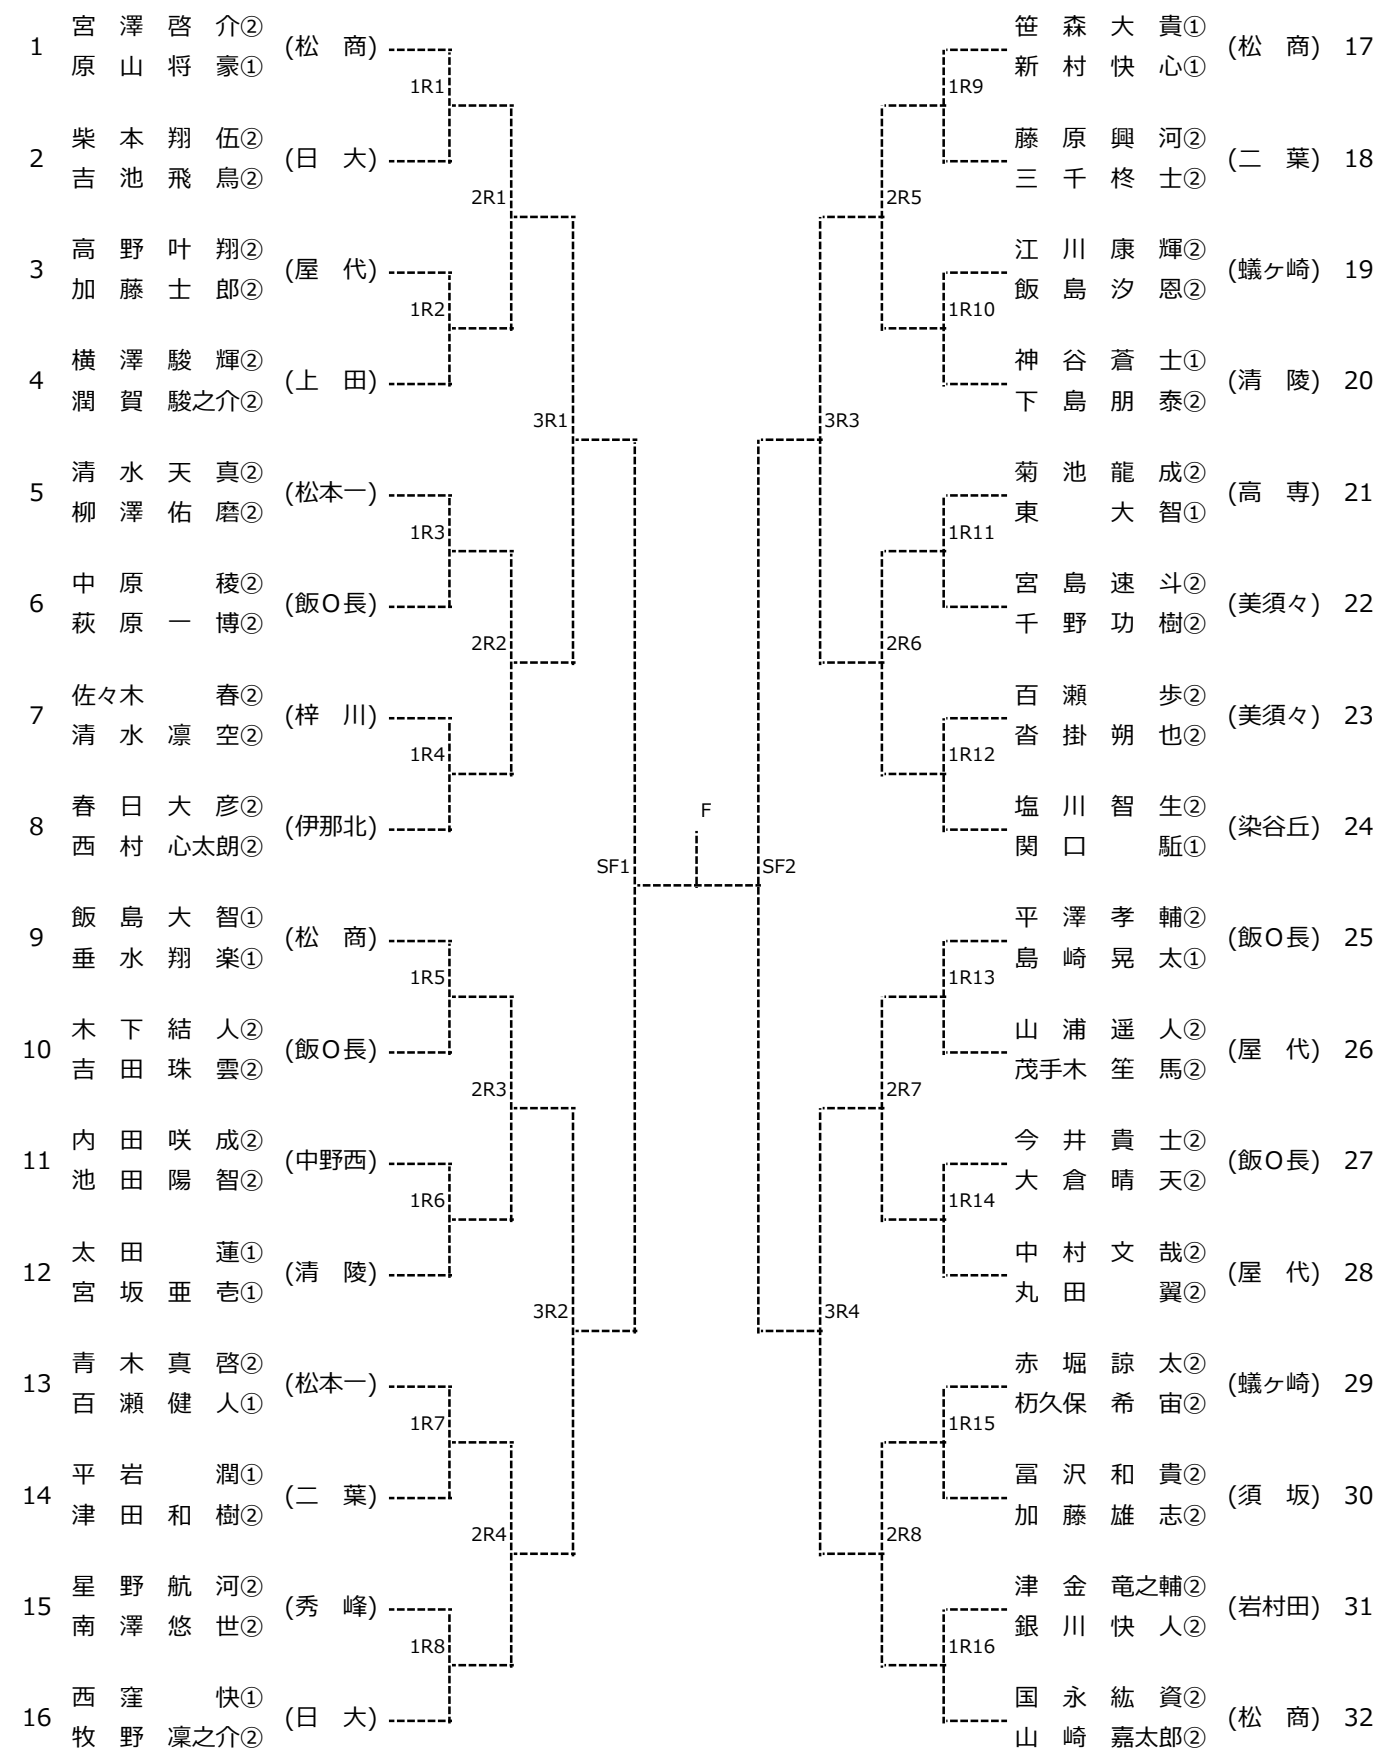 1 宮澤啓介② (松商)
原山将豪①
1R1
2 柴本翔伍② (日大)
吉池飛鳥②
2R1
3 高野叶翔② (屋代)
加藤士郎②
1R2
4 横澤駿輝② (上田)
潤賀駿之介②
3R1
5 清水天真② (松本一)
柳澤佑磨②
1R3
6 中原稜② (飯O長)
萩原一博②
2R2
7 佐々木春② (梓川)
清水凛空②
1R4
8 春日大彦② (伊那北)
西村心太朗②
SF1
9 飯島大智① (松商)
垂水翔楽①
1R5
10 木下結人② (飯O長)
吉田珠雲②
2R3
11 内田咲成② (中野西)
池田陽智②
1R6
12 太田蓮① (清陵)
宮坂亜壱①
3R2
13 青木真啓② (松本一)
百瀬健人①
1R7
14 平岩潤① (二葉)
津田和樹②
2R4
15 星野航河② (秀峰)
南澤悠世②
1R8
16 西窪快① (日大)
牧野凜之介②
F
笹森大貴① (松商) 17
新村快心①
1R9
藤原興河② (二葉) 18
三千柊士②
2R5
江川康輝② (蟻ヶ崎) 19
飯島汐恩②
1R10
神谷蒼士① (清陵) 20
下島朋泰②
3R3
菊池龍成② (高専) 21
東大智①
1R11
宮島速斗② (美須々) 22
千野功樹②
2R6
百瀬歩② (美須々) 23
沓掛朔也②
1R12
塩川智生② (染谷丘) 24
関口駈①
SF2
平澤孝輔② (飯O長) 25
島崎晃太①
1R13
山浦遥人② (屋代) 26
茂手木笙馬②
2R7
今井貴士② (飯O長) 27
大倉晴天②
1R14
中村文哉② (屋代) 28
丸田翼②
3R4
赤堀諒太② (蟻ヶ崎) 29
杤久保希宙②
1R15
冨沢和貴② (須坂) 30
加藤雄志②
2R8
津金竜之輔② (岩村田) 31
銀川快人②
1R16
国永紘資② (松商) 32
山崎嘉太郎②